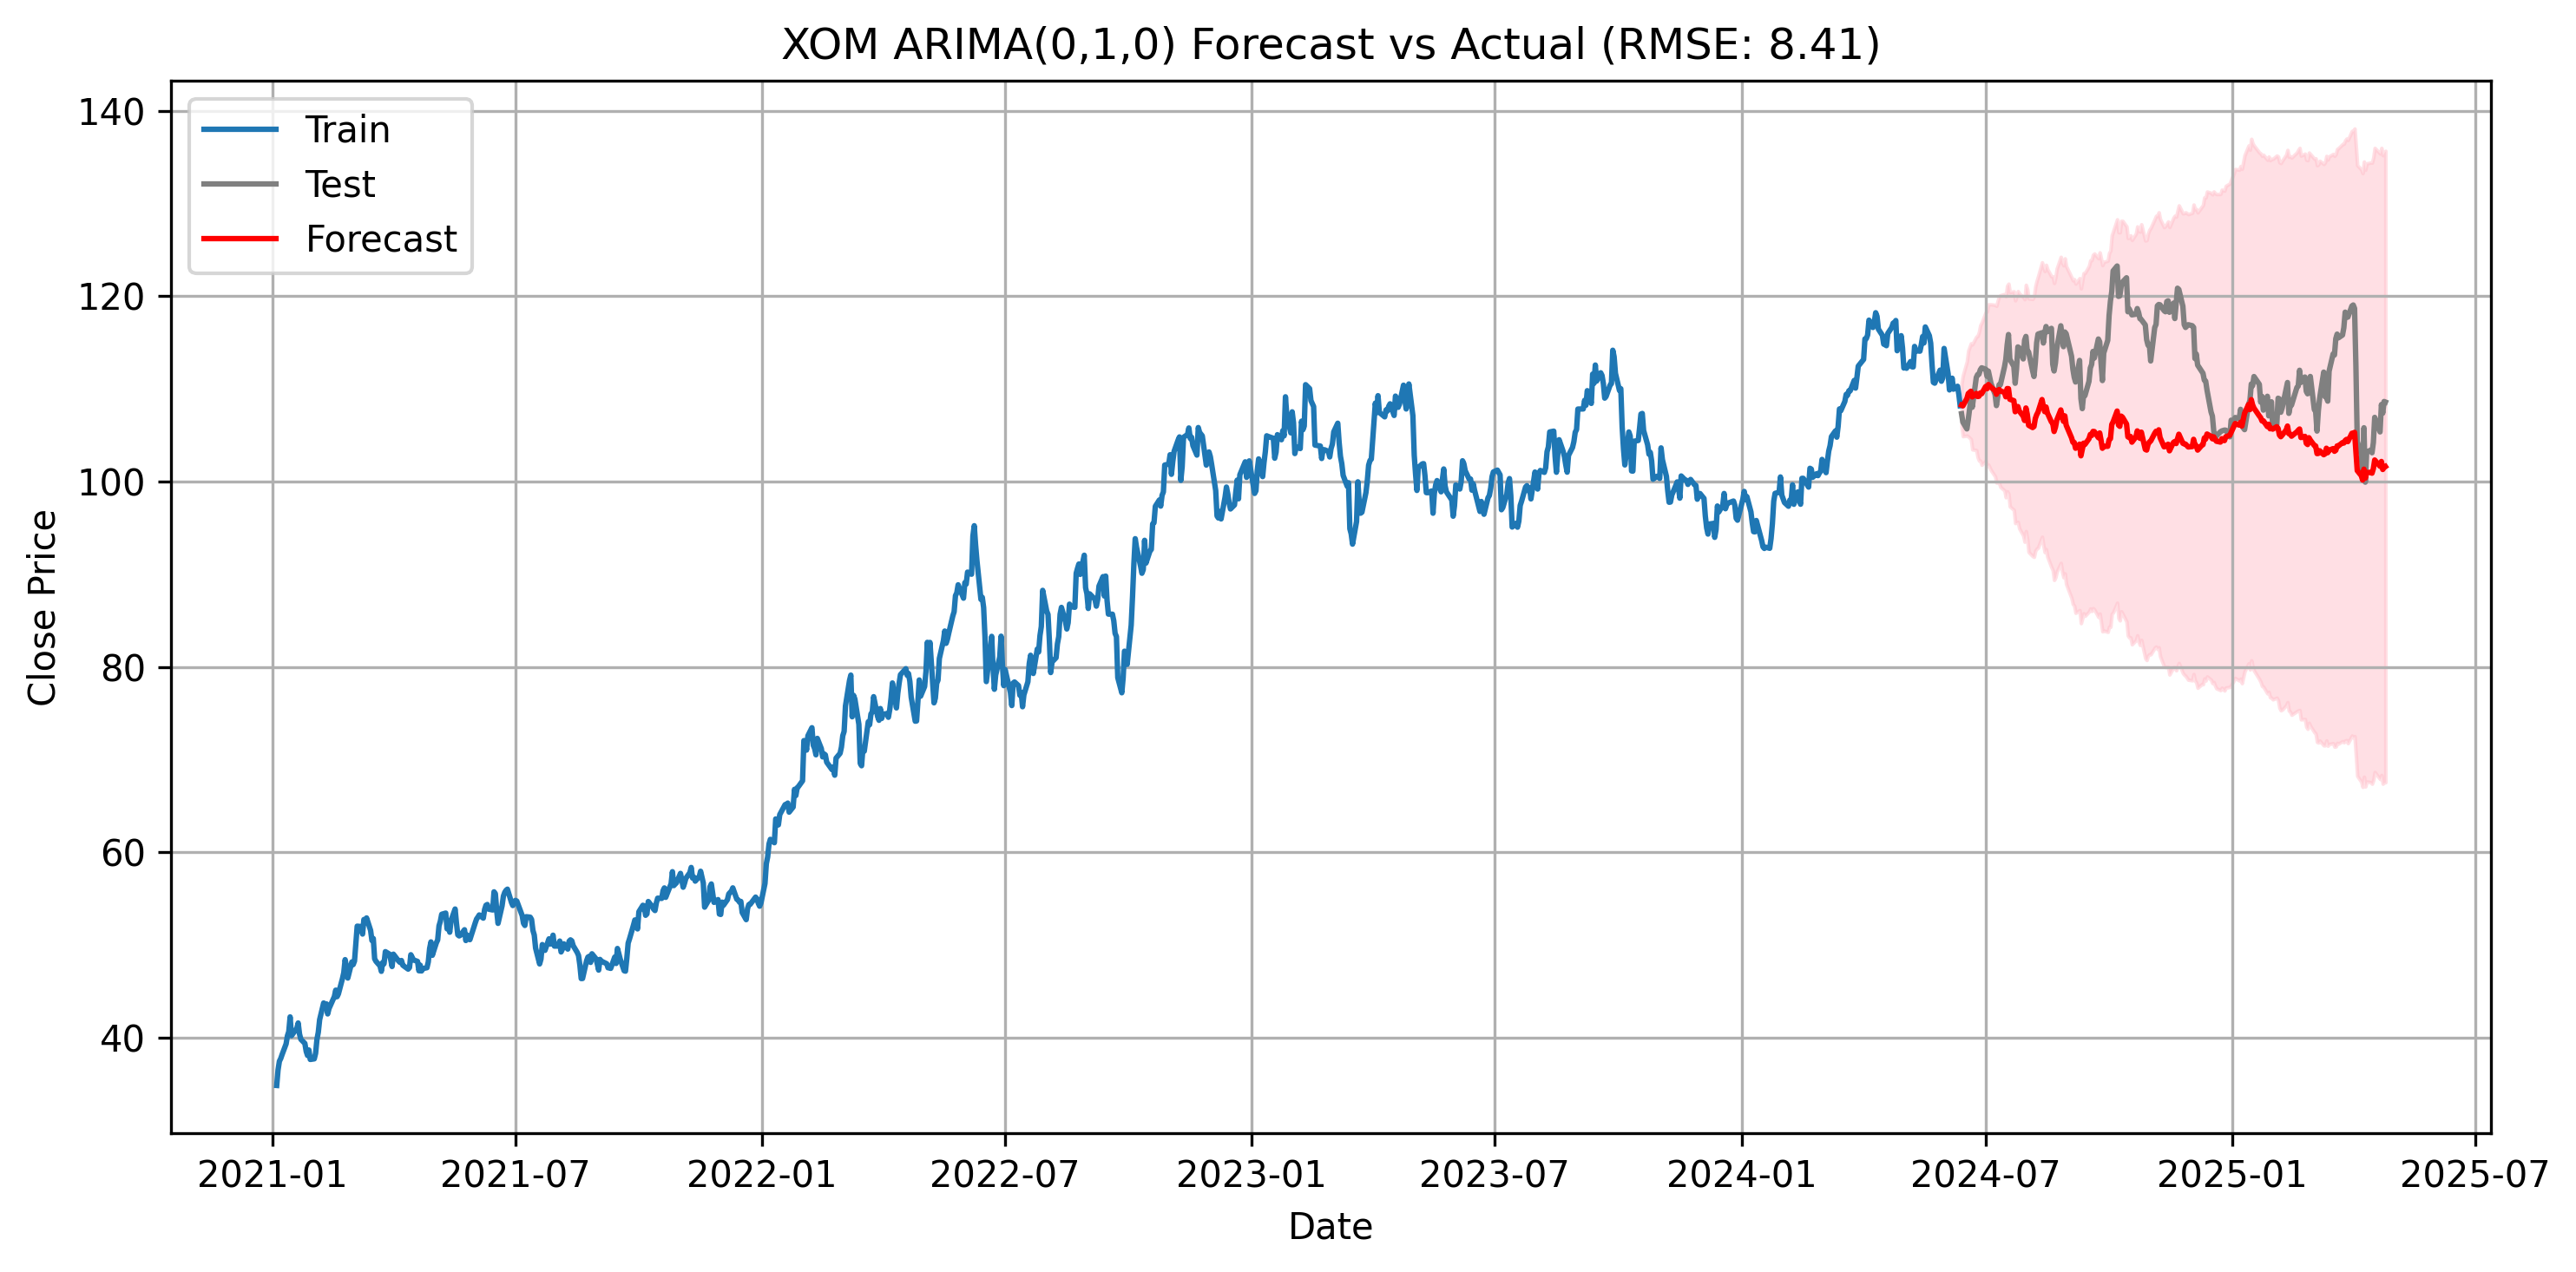 XOM ARIMA(0,1,0) Forecast vs Actual (RMSE: 8.41)
Train
Test
Forecast
Close Price
140
120
100
80
60
40
2021-01 2021-07 2022-01 2022-07 2023-01 2023-07 2024-01 2024-07 2025-01 2025-07
Date